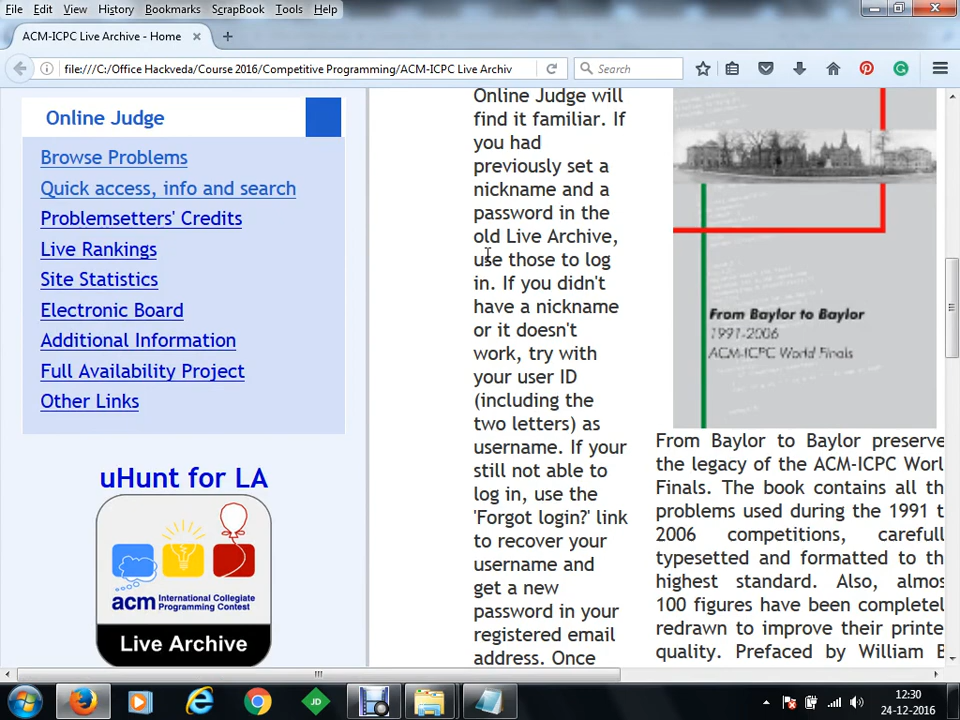 File Edit View History Bookmarks ScrapBook Tools Help
ACM-ICPC Live Archive - Home
file:///C:/Office Hackveda/Course 2016/Competitive Programming/ACM-ICPC Live Archiv
Search
Online Judge
Browse Problems
Quick access, info and search
Problemsetters' Credits
Live Rankings
Site Statistics
Electronic Board
Additional Information
Full Availability Project
Other Links
uHunt for LA
acm International Collegiate
Programming Contest
Live Archive
Online Judge will
find it familiar. If
you had
previously set a
nickname and a
password in the
old Live Archive,
use those to log
in. If you didn't
have a nickname
or it doesn't
work, try with
your user ID
(including the
two letters) as
username. If your
still not able to
log in, use the
'Forgot login?' link
to recover your
username and
get a new
password in your
registered email
address. Once
From Baylor to Baylor
1991-2006
ACM-ICPC World Finals
From Baylor to Baylor preserve
the legacy of the ACM-ICPC Worl
Finals. The book contains all th
problems used during the 1991 t
2006 competitions, carefull
typesetted and formatted to th
highest standard. Also, almos
100 figures have been completel
redrawn to improve their printe
quality. Prefaced by William B
JD
12:30
24-12-2016